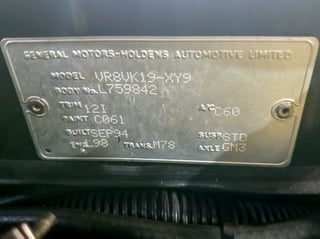 GENERAL MOTORS-HOLDENS AUTOMOTIVE LIMITED
MODEL VR8VK19-XY9
BODY No. L759842
TRIM 12I A/C C60
PAINT C061
BUILT SEP94 SUSP STD
ENG L98 TRANS M78 AXLE GM3